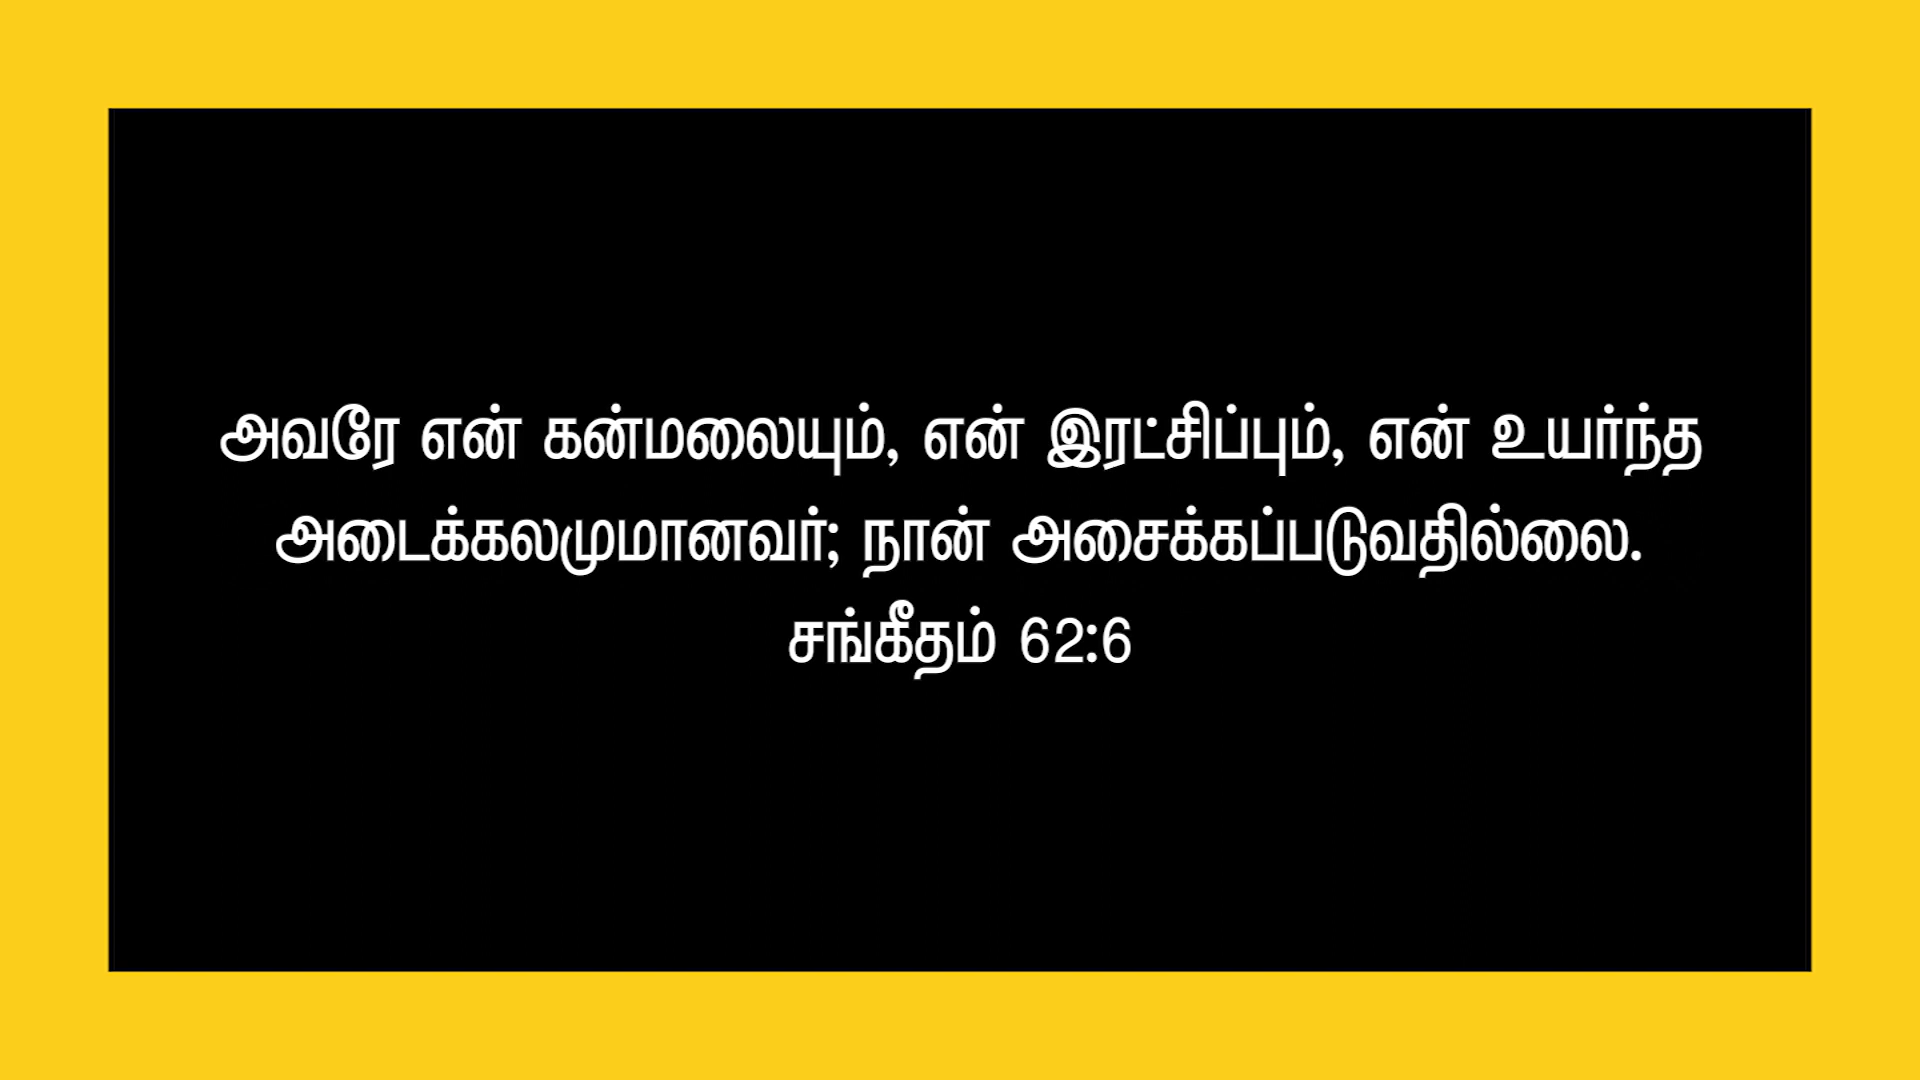 அவரே என் கன்மலையும், என் இரட்சிப்பும், என் உயர்ந்த
அடைக்கலமுமானவர்; நான் அசைக்கப்படுவதில்லை.
சங்கீதம் 62:6